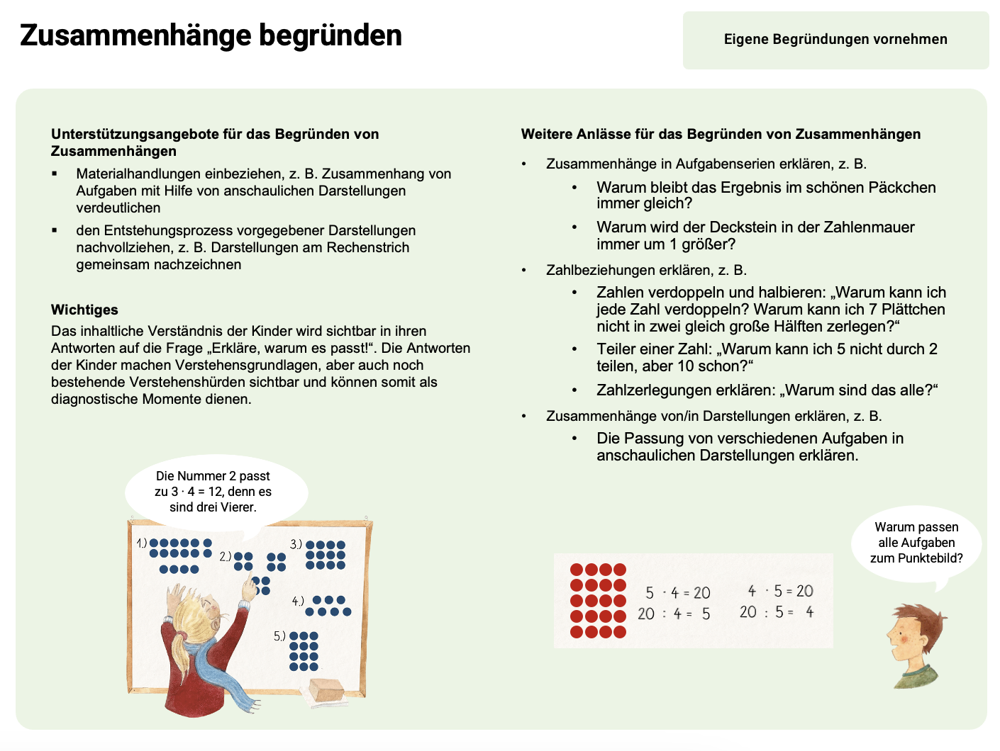 Zusammenhänge begründen
Eigene Begründungen vornehmen
Unterstützungsangebote für das Begründen von
Zusammenhängen
▪ Materialhandlungen einbeziehen, z. B. Zusammenhang von
Aufgaben mit Hilfe von anschaulichen Darstellungen
verdeutlichen
▪ den Entstehungsprozess vorgegebener Darstellungen
nachvollziehen, z. B. Darstellungen am Rechenstrich
gemeinsam nachzeichnen
Wichtiges
Das inhaltliche Verständnis der Kinder wird sichtbar in ihren
Antworten auf die Frage „Erkläre, warum es passt!“. Die Antworten
der Kinder machen Verstehensgrundlagen, aber auch noch
bestehende Verstehenshürden sichtbar und können somit als
diagnostische Momente dienen.
Die Nummer 2 passt
zu 3 · 4 = 12, denn es
sind drei Vierer.
1.)
2.)
3.)
4.)
5.)
Weitere Anlässe für das Begründen von Zusammenhängen
• Zusammenhänge in Aufgabenserien erklären, z. B.
• Warum bleibt das Ergebnis im schönen Päckchen
immer gleich?
• Warum wird der Deckstein in der Zahlenmauer
immer um 1 größer?
• Zahlbeziehungen erklären, z. B.
• Zahlen verdoppeln und halbieren: „Warum kann ich
jede Zahl verdoppeln? Warum kann ich 7 Plättchen
nicht in zwei gleich große Hälften zerlegen?“
• Teiler einer Zahl: „Warum kann ich 5 nicht durch 2
teilen, aber 10 schon?“
• Zahlzerlegungen erklären: „Warum sind das alle?“
• Zusammenhänge von/in Darstellungen erklären, z. B.
• Die Passung von verschiedenen Aufgaben in
anschaulichen Darstellungen erklären.
Warum passen
alle Aufgaben
zum Punktebild?
5 · 4 = 20
20 : 4 = 5
4 · 5 = 20
20 : 5 = 4